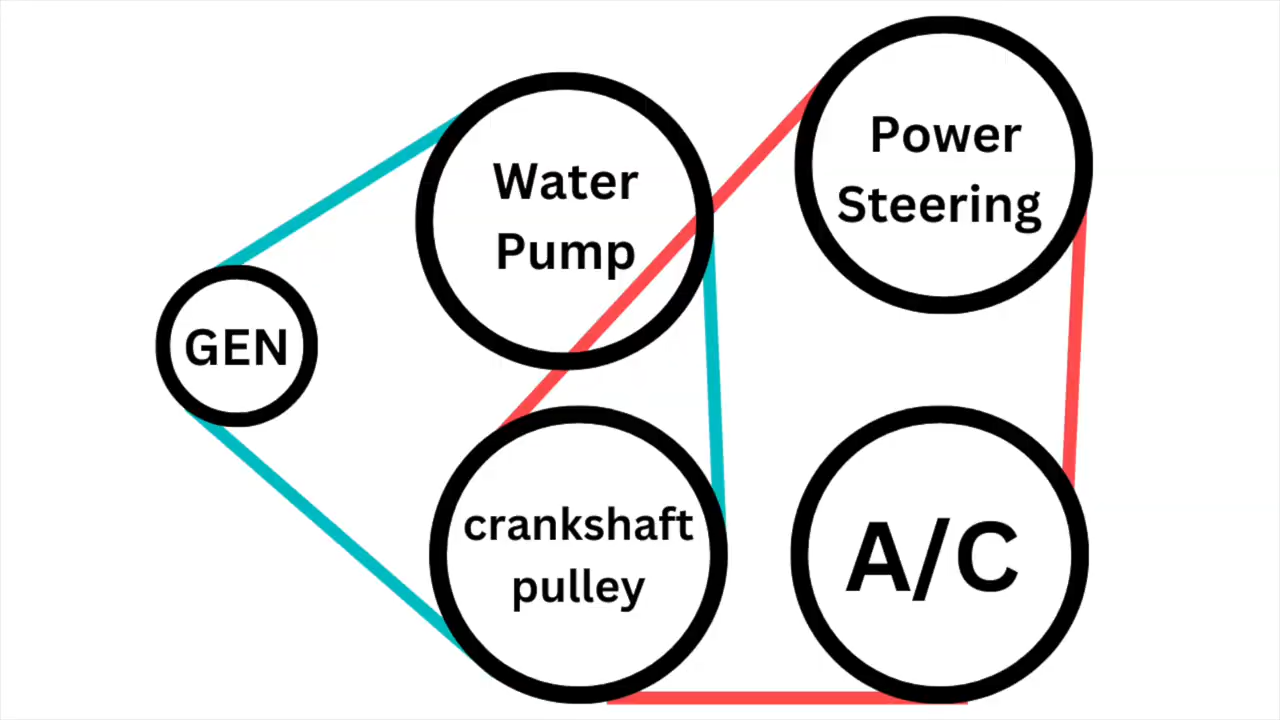 Power
Steering
Water
Pump
GEN
crankshaft
pulley
A/C